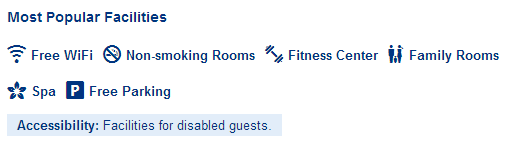 Most Popular Facilities
Free WiFi Non-smoking Rooms Fitness Center Family Rooms
Spa P Free Parking
Accessibility: Facilities for disabled guests.